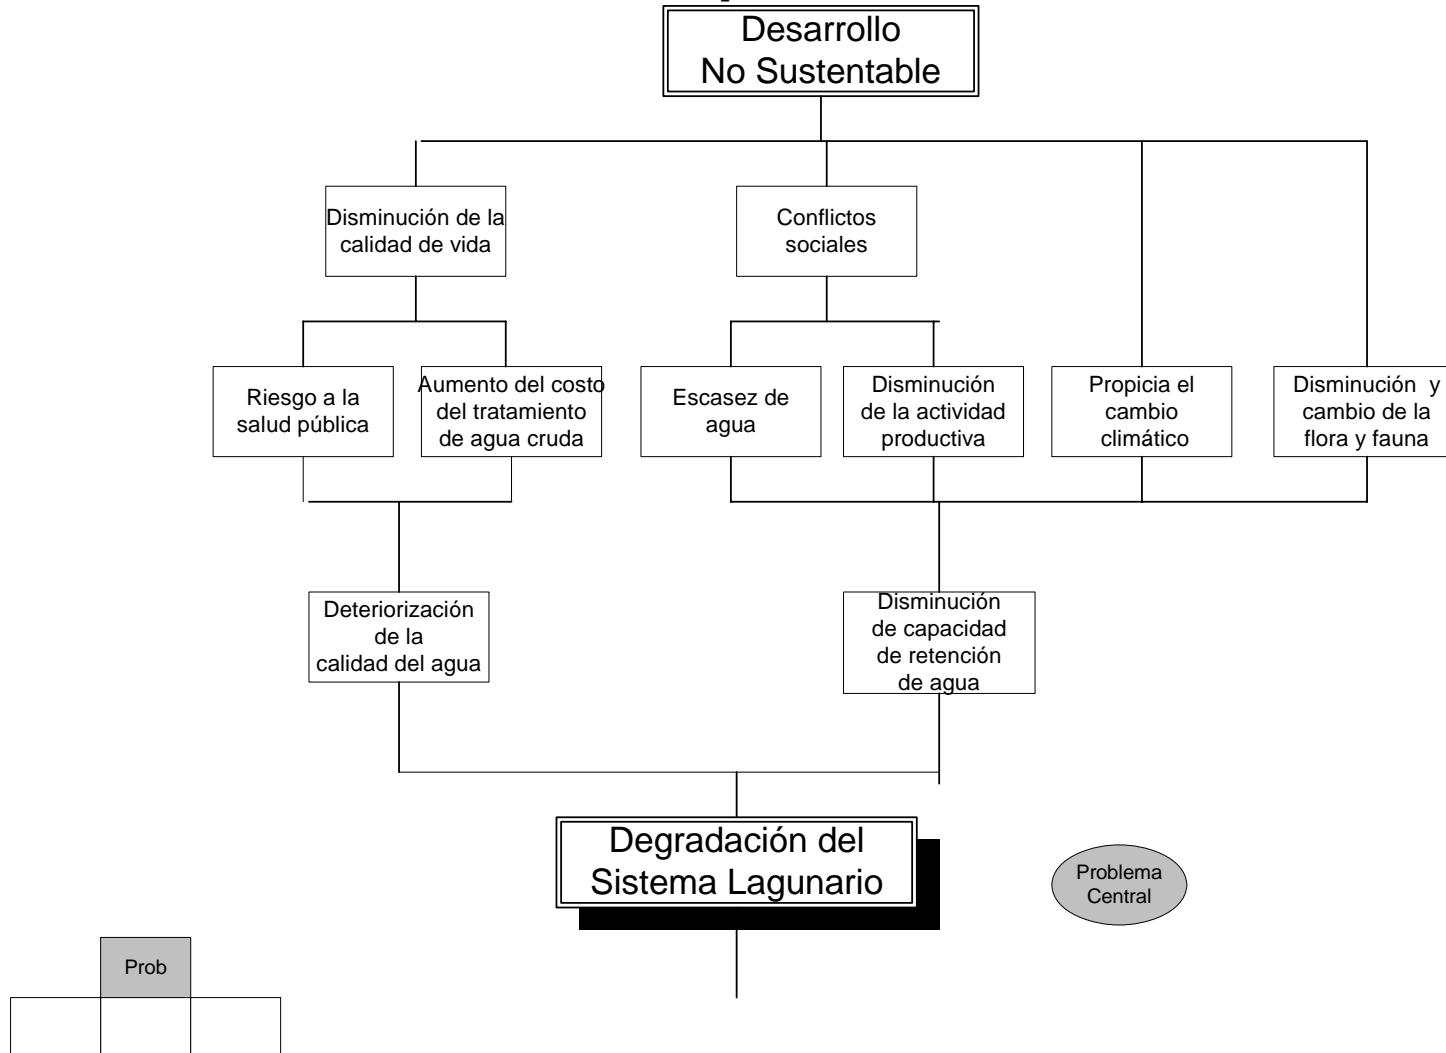 Desarrollo
No Sustentable
Disminución de la
calidad de vida
Conflictos
sociales
Riesgo a la
salud pública
Aumento del costo
del tratamiento
de agua cruda
Escasez de
agua
Disminución
de la actividad
productiva
Propicia el
cambio
climático
Disminución y
cambio de la
flora y fauna
Deteriorización
de la
calidad del agua
Disminución
de capacidad
de retención
de agua
Degradación del
Sistema Lagunario
Problema
Central
Prob